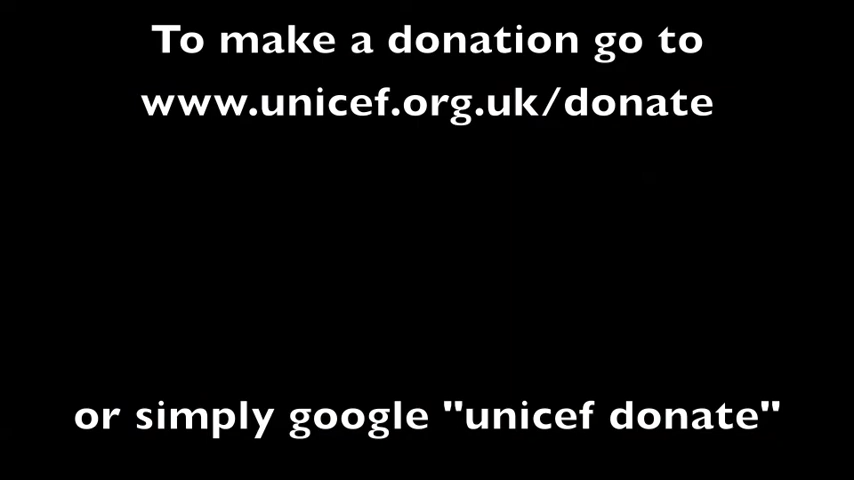 To make a donation go to
www.unicef.org.uk/donate
or simply google "unicef donate"